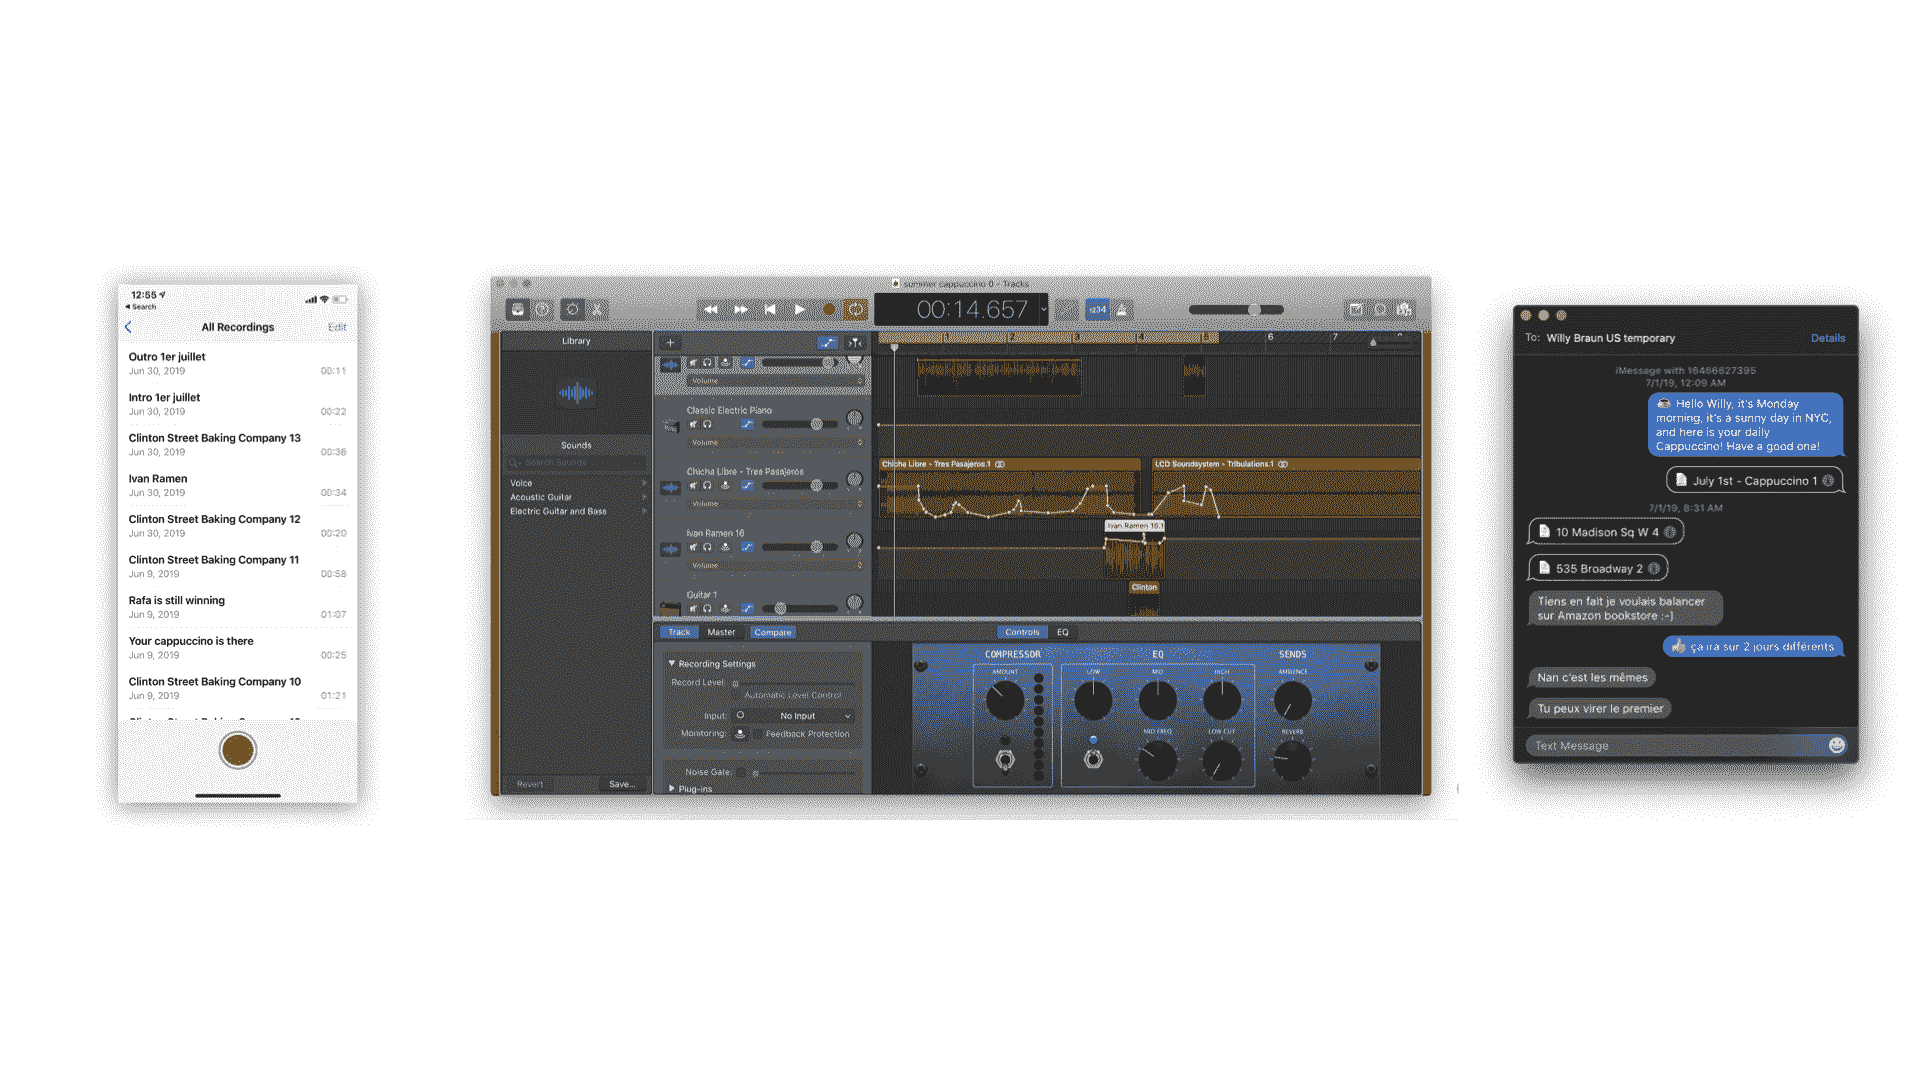 12:55
Search
All Recordings
Edit
Outro 1er juillet
Jun 30, 2019
00:11
Intro 1er juillet
Jun 30, 2019
00:22
Clinton Street Baking Company 13
Jun 30, 2019
00:36
Ivan Ramen
Jun 30, 2019
00:34
Clinton Street Baking Company 12
Jun 30, 2019
00:20
Clinton Street Baking Company 11
Jun 9, 2019
00:58
Rafa is still winning
Jun 9, 2019
01:07
Your cappuccino is there
Jun 9, 2019
00:25
Clinton Street Baking Company 10
Jun 9, 2019
01:21
summer cappuccino 0 - Tracks
00:14.657
1234
Library
Sounds
Search Sounds
Voice
Acoustic Guitar
Electric Guitar and Bass
Revert
Save...
Volume
Classic Electric Piano
Volume
Chicha Libre - Tres Pasajeros
Volume
Ivan Ramen 16
Volume
Guitar 1
1 2 3 4 5 6 7
Chicha Libre - Tres Pasajeros.1
LCD Soundsystem - Tribulations.1
Ivan Ramen 16.1
Clinton
Track
Master
Compare
Controls
EQ
Recording Settings
Record Level:
Automatic Level Control
Input:
No Input
Monitoring:
Feedback Protection
Noise Gate:
Plug-ins
COMPRESSOR
EQ
SENDS
AMOUNT
LOW
MID
HIGH
AMBIENCE
MID FREQ
LOW CUT
REVERB
To: Willy Braun US temporary
Details
iMessage with 16466627395
7/1/19, 12:09 AM
☕ Hello Willy, it's Monday
morning, it's a sunny day in NYC,
and here is your daily
Cappuccino! Have a good one!
July 1st - Cappuccino 1
7/1/19, 8:31 AM
10 Madison Sq W 4
535 Broadway 2
Tiens en fait je voulais balancer
sur Amazon bookstore :-)
👍 ça ira sur 2 jours différents
Nan c'est les mêmes
Tu peux virer le premier
Text Message